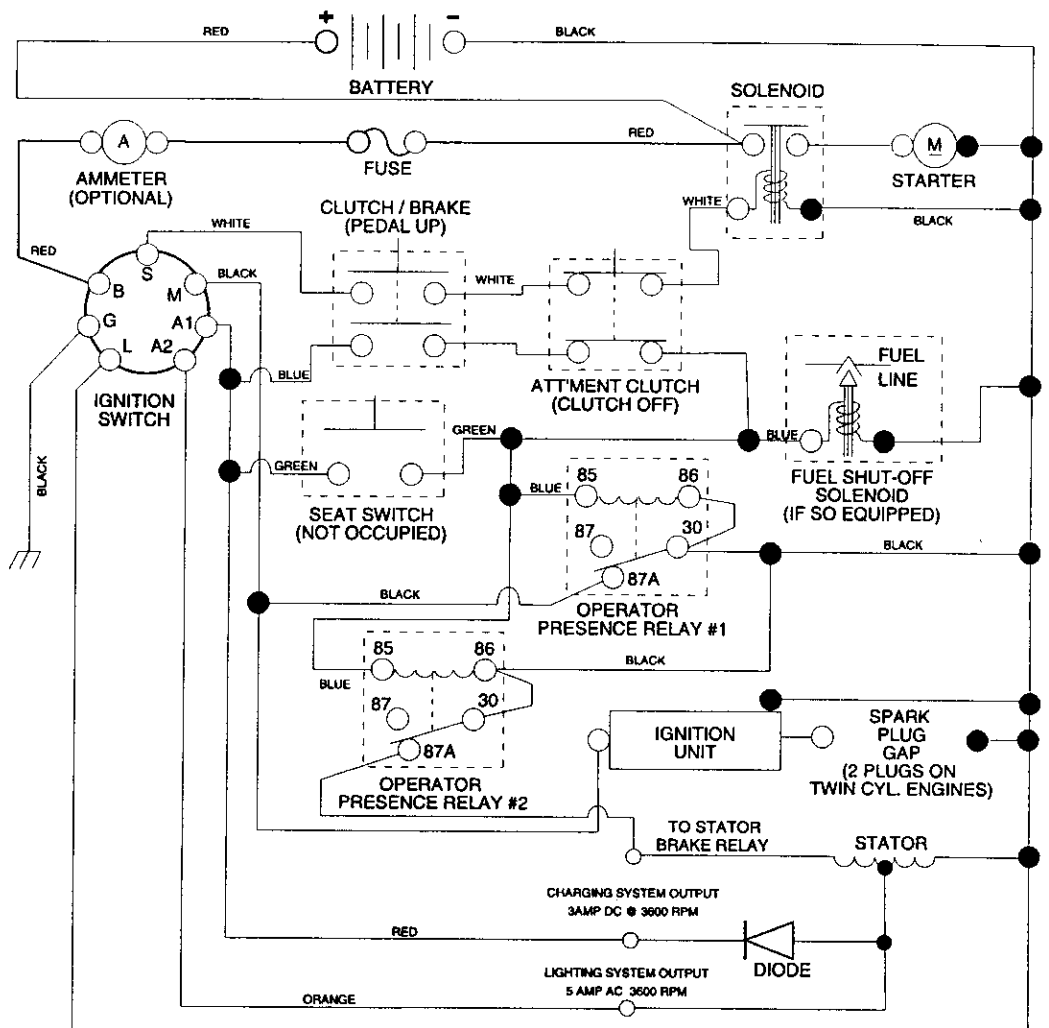 RED
+
-
BLACK
BATTERY
SOLENOID
A
AMMETER
(OPTIONAL)
FUSE
RED
M
STARTER
CLUTCH / BRAKE
(PEDAL UP)
WHITE
WHITE
BLACK
RED
S
BLACK
B
M
G
A1
L
A2
IGNITION
SWITCH
WHITE
BLUE
ATT'MENT CLUTCH
(CLUTCH OFF)
FUEL
LINE
BLACK
GREEN
GREEN
BLUE
SEAT SWITCH
(NOT OCCUPIED)
FUEL SHUT-OFF
SOLENOID
(IF SO EQUIPPED)
BLUE
85
86
87
30
87A
BLACK
BLACK
OPERATOR
PRESENCE RELAY #1
85
86
BLUE
BLACK
87
30
87A
OPERATOR
PRESENCE RELAY #2
IGNITION
UNIT
SPARK
PLUG
GAP
(2 PLUGS ON
TWIN CYL. ENGINES)
TO STATOR
BRAKE RELAY
STATOR
CHARGING SYSTEM OUTPUT
3AMP DC @ 3600 RPM
RED
DIODE
LIGHTING SYSTEM OUTPUT
5 AMP AC 3600 RPM
ORANGE